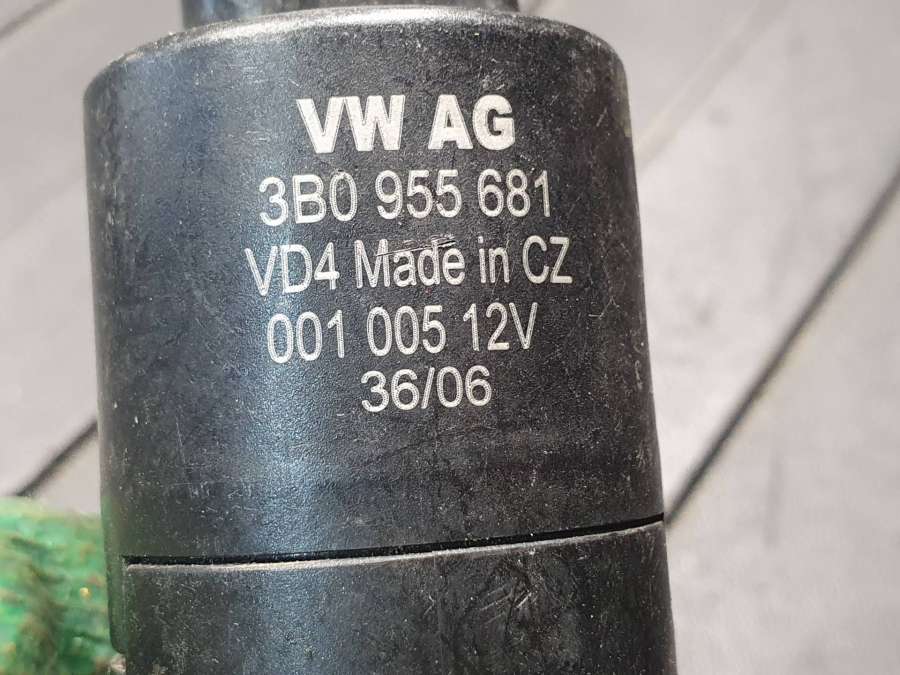 VW AG
3B0 955 681
VD4 Made in CZ
001 005 12V
36/06